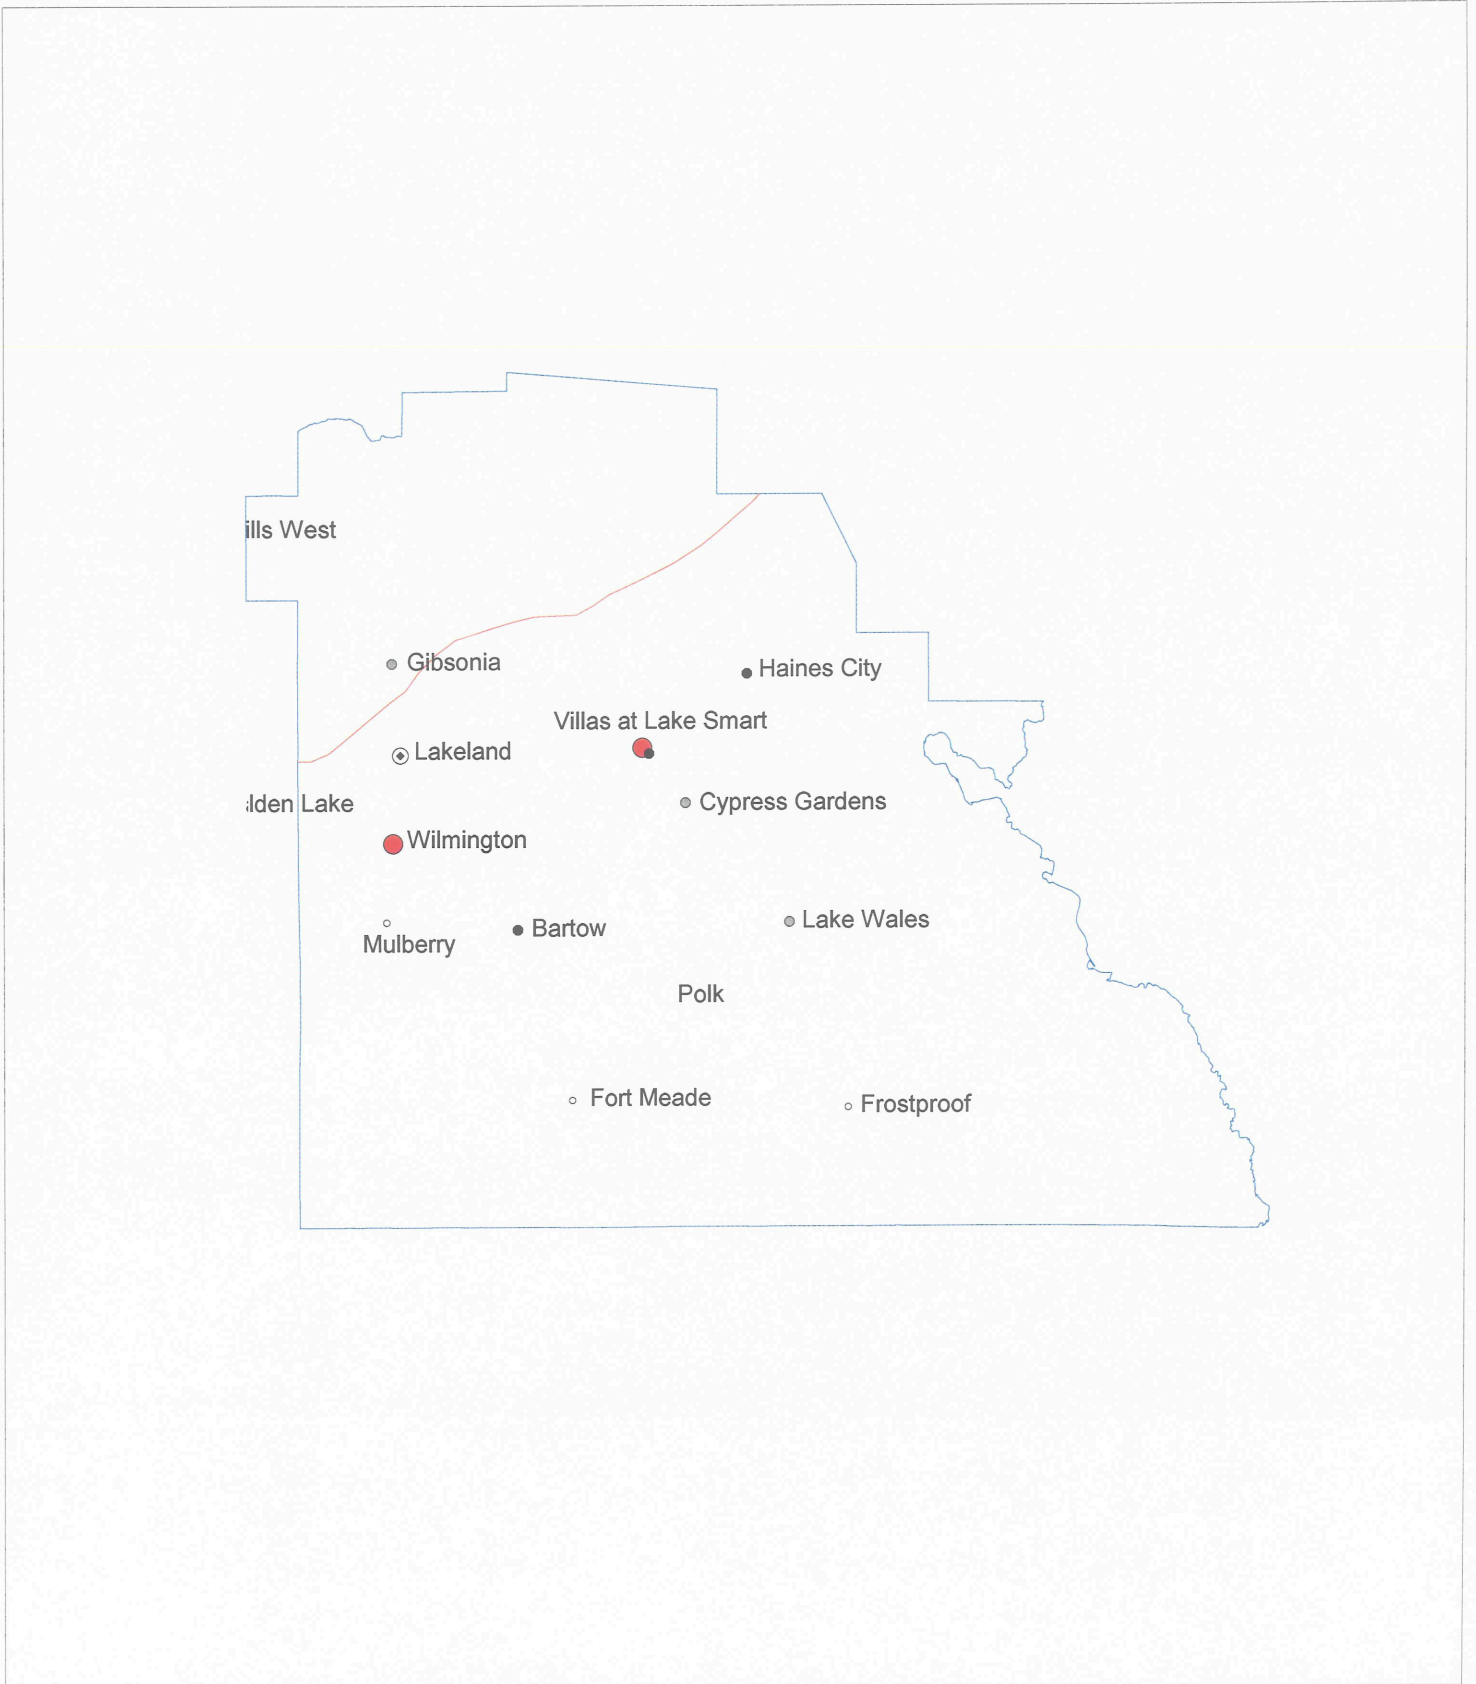 ills West
Gibsonia
Haines City
Villas at Lake Smart
Lakeland
Cypress Gardens
lden Lake
Wilmington
Lake Wales
Bartow
Mulberry
Polk
Fort Meade
Frostproof